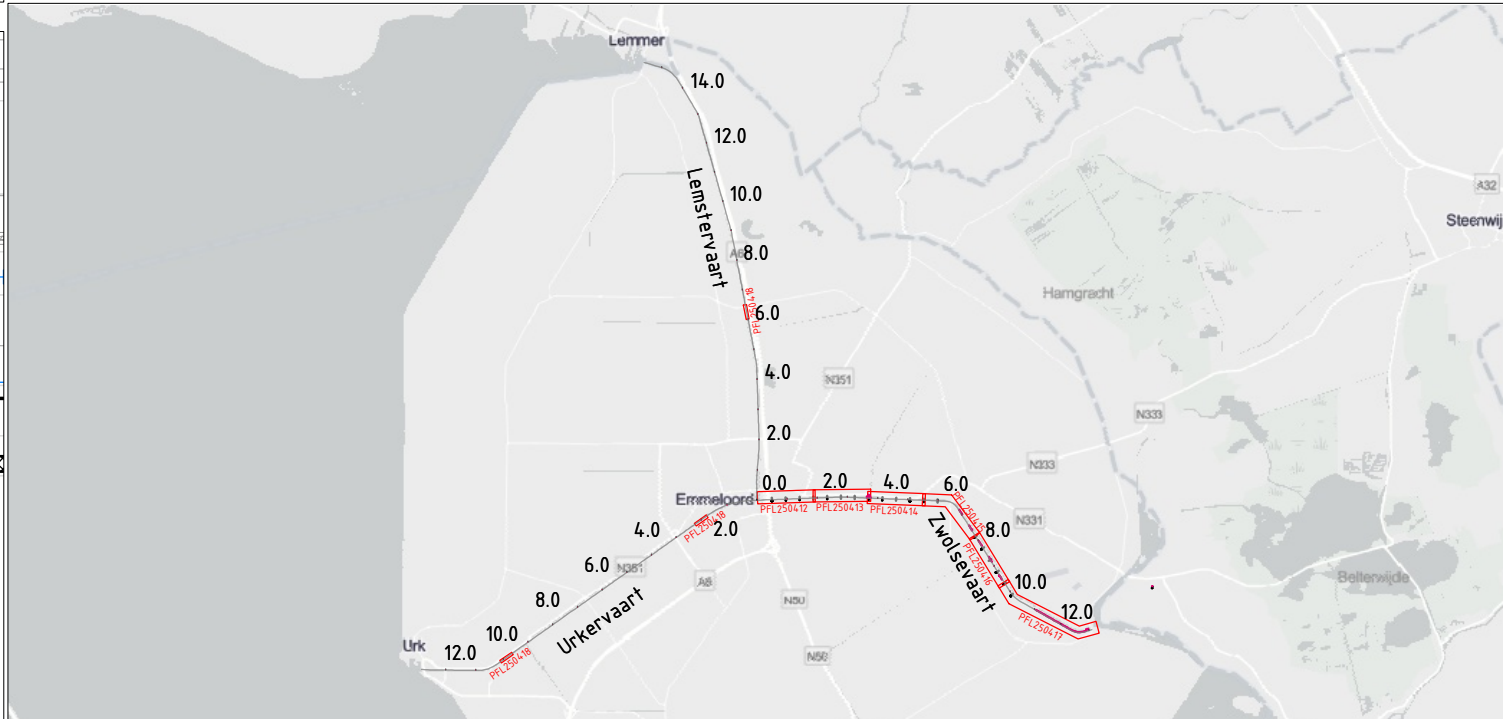 Lemmer
14.0
12.0
A32
Lemstervaart
10.0
Steenwij
A6
8.0
Hamgracht
PFL250418
6.0
4.0
N351
N333
2.0
N333
0.0
2.0
4.0
6.0
Emmeloord
PFL250412
PFL250413
PFL250414
PFL250415
N331
PFL250418
2.0
4.0
Zwolsevaart
8.0
6.0
N351
A6
PFL250416
10.0
Belterwijde
8.0
Urkervaart
N50
12.0
PFL250417
10.0
Urk
12.0
PFL250418
N50